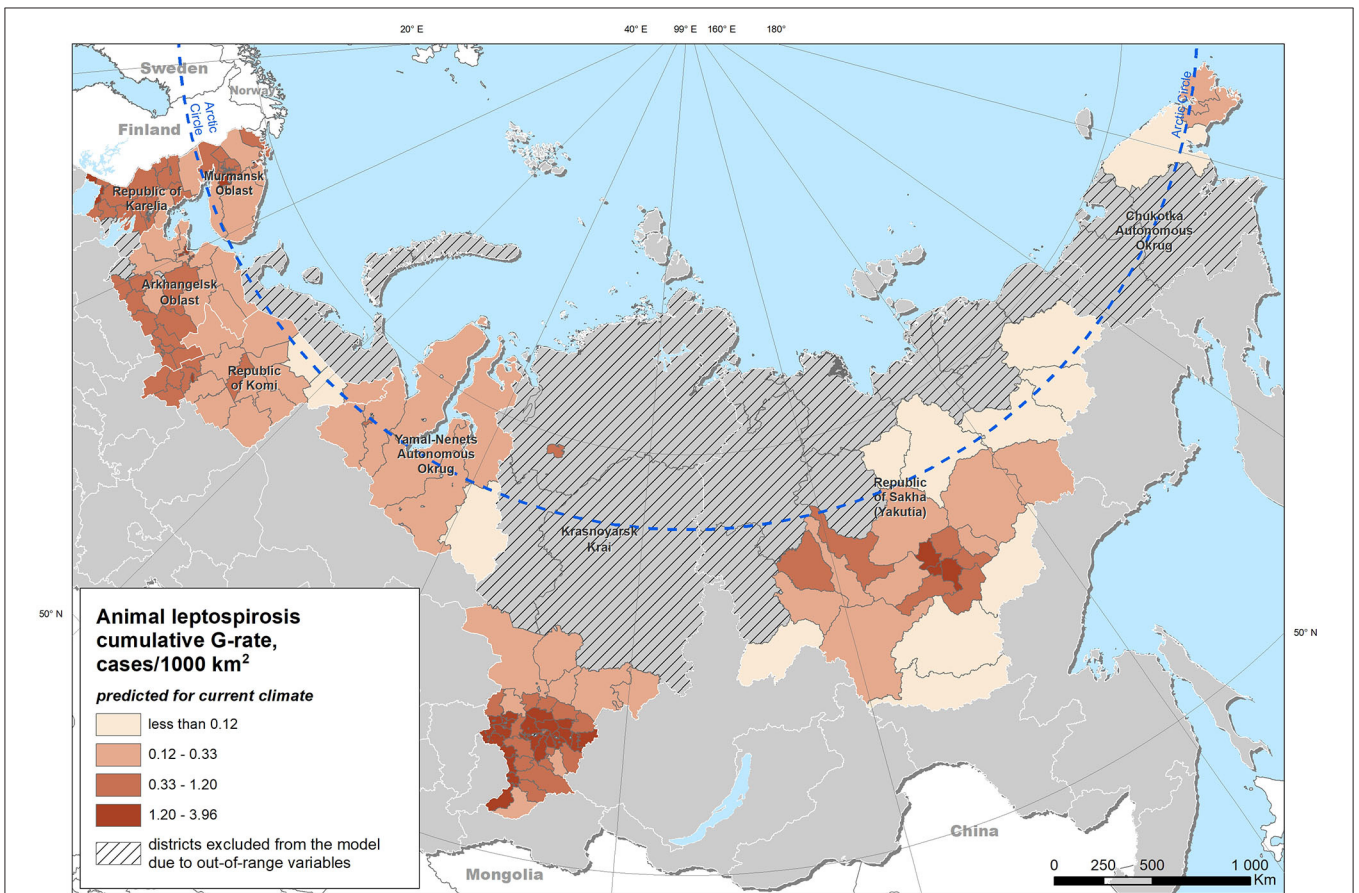 20° E
40° E
99° E
160° E
180°
Sweden
Norway
Finland
Arctic
Circle
Arctic Circle
Murmansk
Oblast
Republic of
Karelia
Chukotka
Autonomous
Okrug
Arkhangelsk
Oblast
Republic
of Komi
Yamal-Nenets
Autonomous
Okrug
Republic
of Sakha
(Yakutia)
Krasnoyarsk
Krai
50° N
50° N
Animal leptospirosis
cumulative G-rate,
cases/1000 km²
predicted for current climate
less than 0.12
0.12 - 0.33
0.33 - 1.20
1.20 - 3.96
districts excluded from the model
due to out-of-range variables
China
Mongolia
0 250 500 1 000
Km